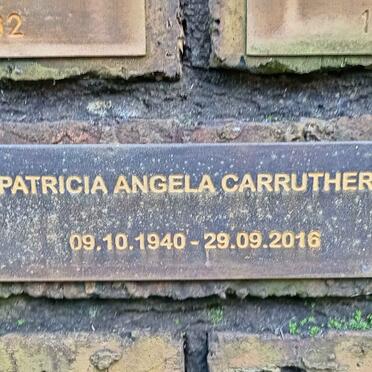 PATRICIA ANGELA CARRUTHER
09.10.1940 - 29.09.2016